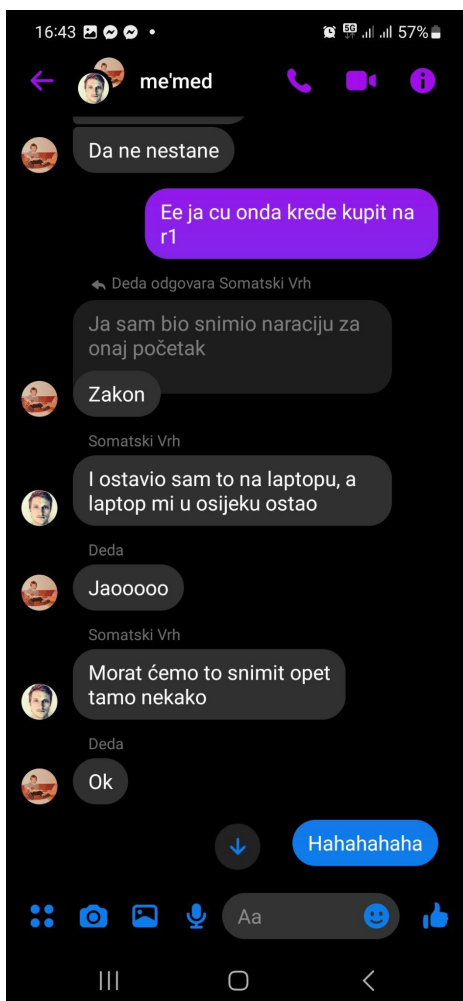 16:43
5G
57%
me'med
Da ne nestane
Ee ja cu onda krede kupit na
r1
Deda odgovara Somatski Vrh
Ja sam bio snimio naraciju za
onaj početak
Zakon
Somatski Vrh
I ostavio sam to na laptopu, a
laptop mi u osijeku ostao
Deda
Jaooooo
Somatski Vrh
Morat ćemo to snimit opet
tamo nekako
Deda
Ok
Hahahahaha
Aa